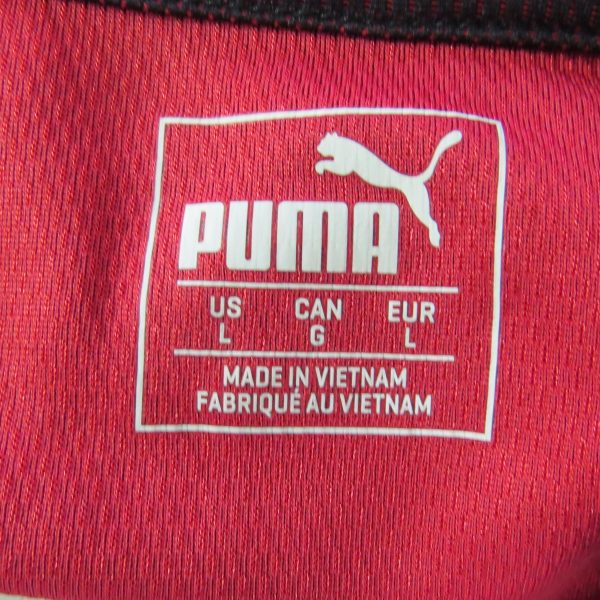 PUMA
US CAN EUR
L G L
MADE IN VIETNAM
FABRIQUÉ AU VIETNAM